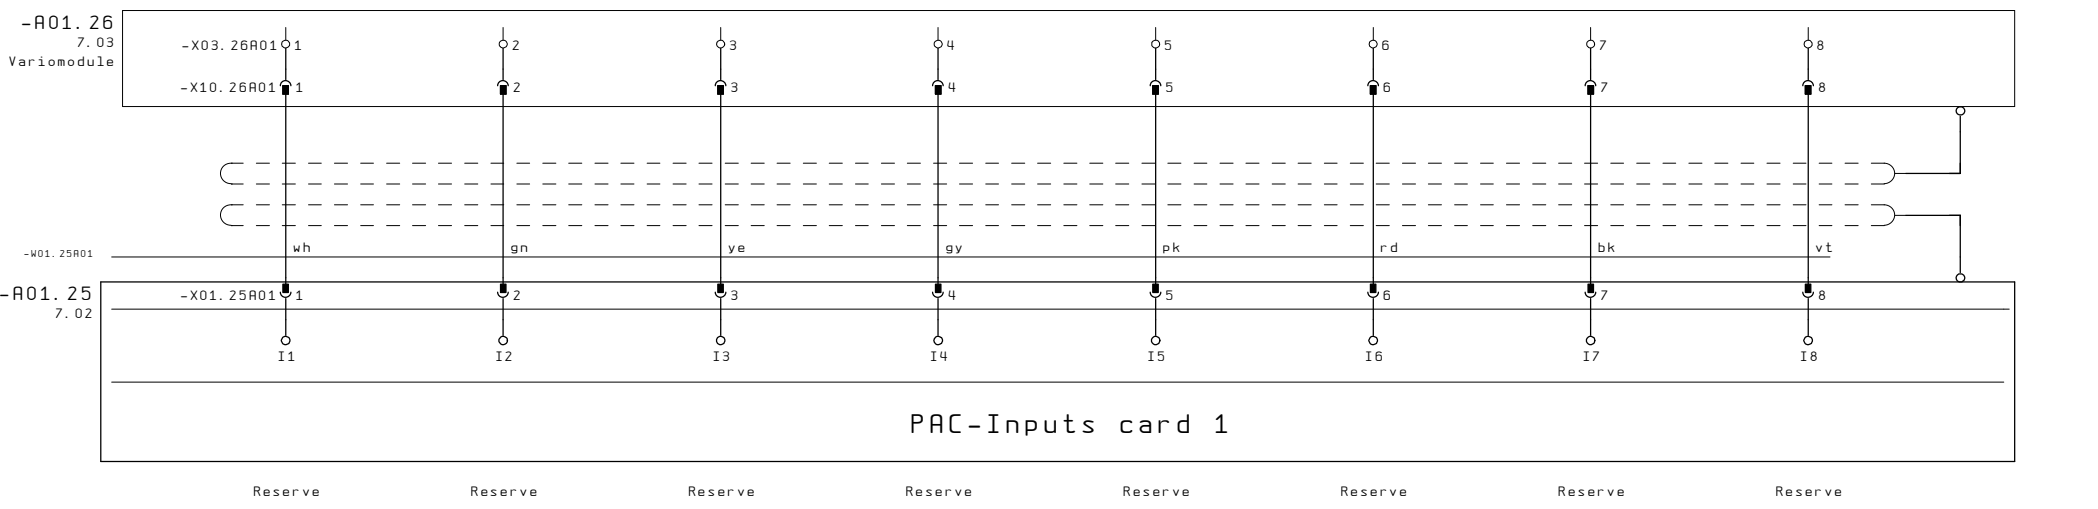 -A01.26
7.03
Variomodule
-X03.26A01 1 2 3 4 5 6 7 8
-X10.26A01 1 2 3 4 5 6 7 8
wh gn ye gy pk rd bk vt
-W01.25A01
-A01.25
7.02
-X01.25A01 1 2 3 4 5 6 7 8
I1 I2 I3 I4 I5 I6 I7 I8
PAC-Inputs card 1
Reserve Reserve Reserve Reserve Reserve Reserve Reserve Reserve